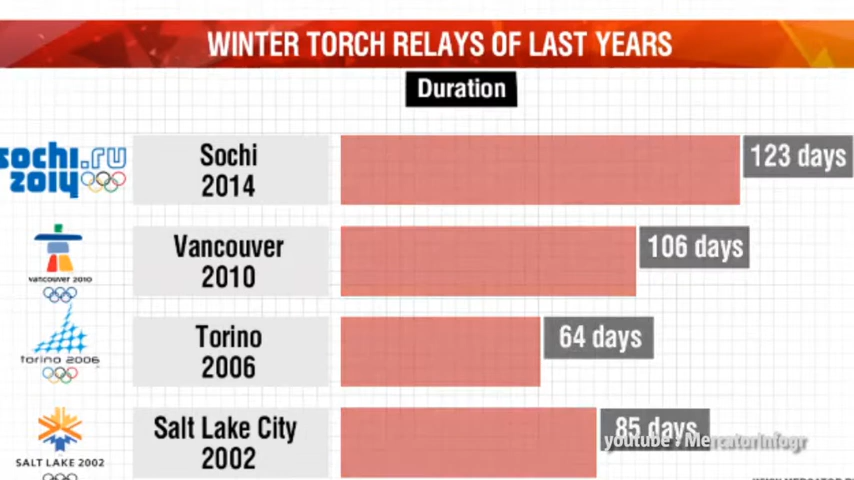 WINTER TORCH RELAYS OF LAST YEARS
Duration
sochi.ru
2014
Sochi
2014
123 days
vancouver 2010
Vancouver
2010
106 days
torino 2006
Torino
2006
64 days
SALT LAKE 2002
Salt Lake City
2002
85 days
youtube : MercatorInfogr